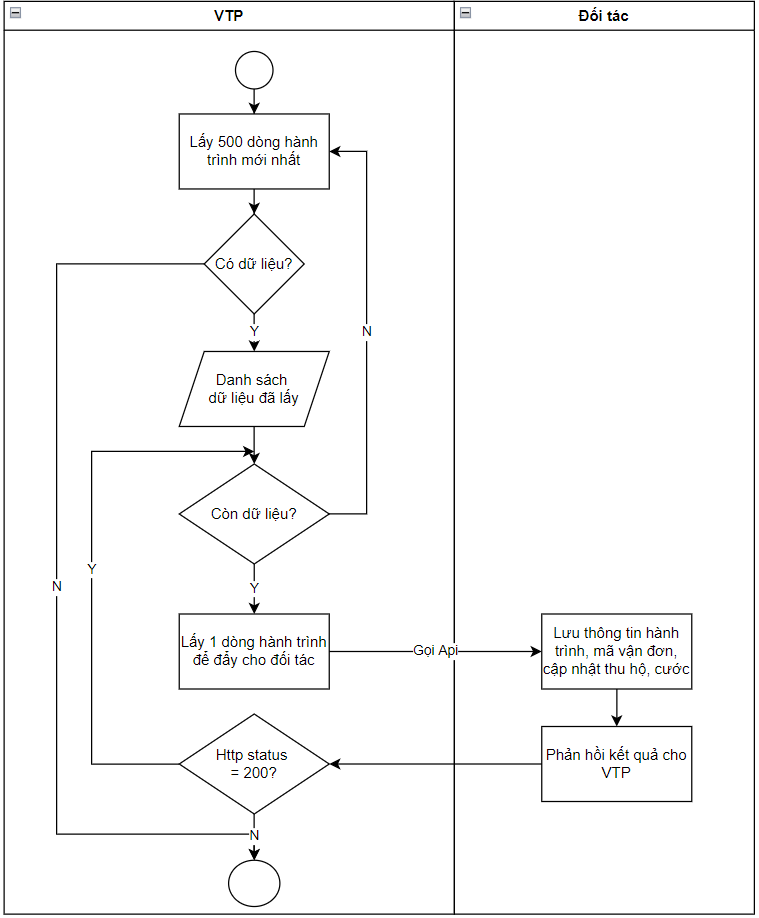 VTP
Đối tác
Lấy 500 dòng hành
trình mới nhất
Có dữ liệu?
Y
N
Danh sách
dữ liệu đã lấy
Còn dữ liệu?
Y
N
Y
Lấy 1 dòng hành trình
để đẩy cho đối tác
Gọi Api
Lưu thông tin hành
trình, mã vận đơn,
cập nhật thu hộ, cước
Http status
= 200?
Phản hồi kết quả cho
VTP
N